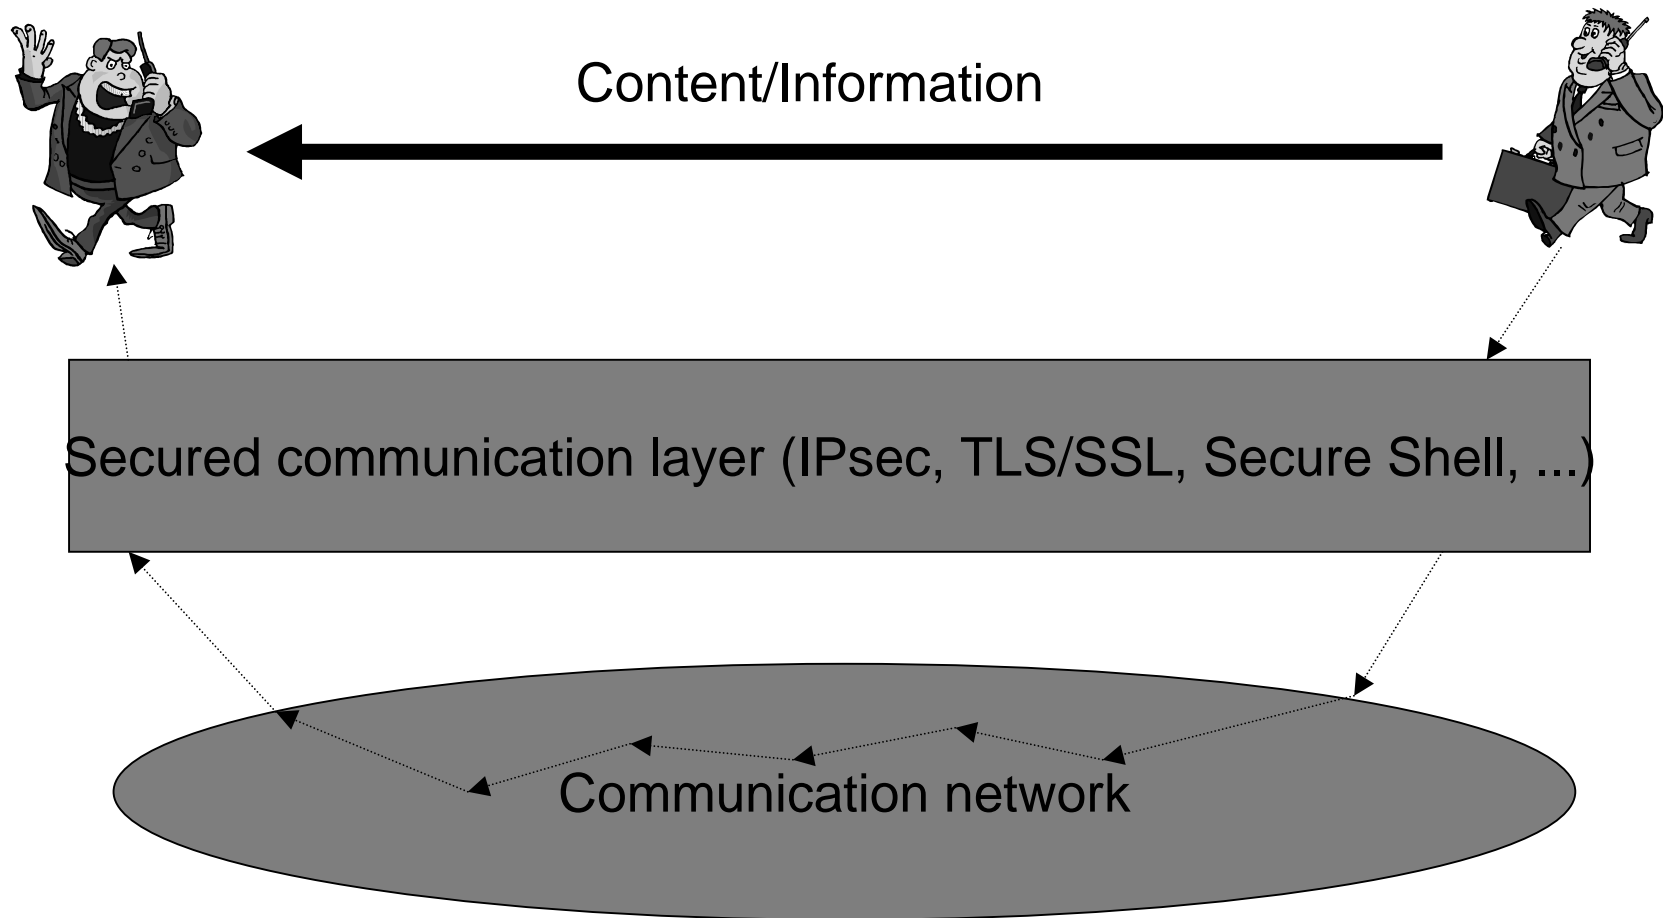 Content/Information
Secured communication layer (IPsec, TLS/SSL, Secure Shell, ...)
Communication network